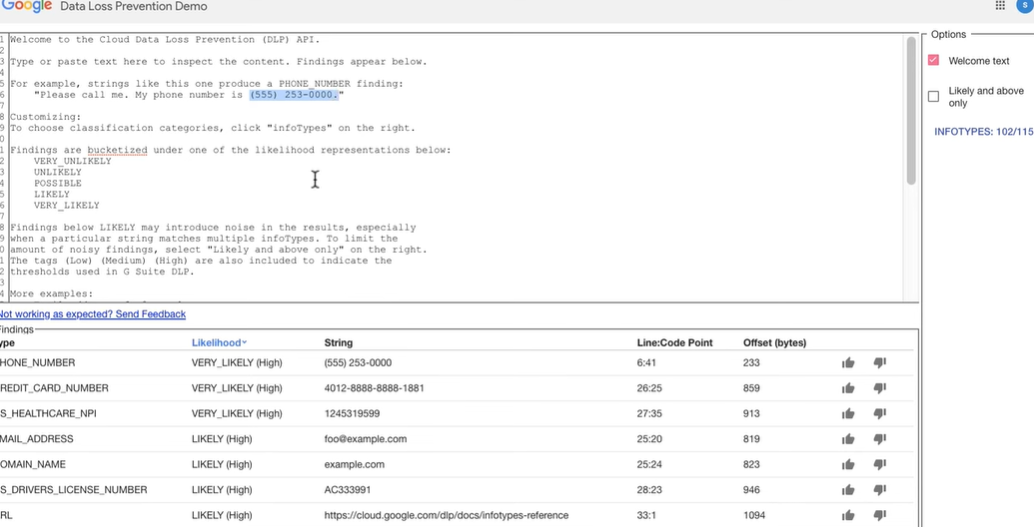 Google Data Loss Prevention Demo
S
1 Welcome to the Cloud Data Loss Prevention (DLP) API.
2
3 Type or paste text here to inspect the content. Findings appear below.
4
5 For example, strings like this one produce a PHONE_NUMBER finding:
6 "Please call me. My phone number is (555) 253-0000."
7
8 Customizing:
9 To choose classification categories, click "infoTypes" on the right.
0
1 Findings are bucketized under one of the likelihood representations below:
2 VERY_UNLIKELY
3 UNLIKELY
4 POSSIBLE
5 LIKELY
6 VERY_LIKELY
7
8 Findings below LIKELY may introduce noise in the results, especially
9 when a particular string matches multiple infoTypes. To limit the
0 amount of noisy findings, select "Likely and above only" on the right.
1 The tags (Low) (Medium) (High) are also included to indicate the
2 thresholds used in G Suite DLP.
3
4 More examples:
Options
Welcome text
Likely and above
only
INFOTYPES: 102/115
Not working as expected? Send Feedback
Findings
ype Likelihood String Line:Code Point Offset (bytes)
HONE_NUMBER VERY_LIKELY (High) (555) 253-0000 6:41 233
REDIT_CARD_NUMBER VERY_LIKELY (High) 4012-8888-8888-1881 26:25 859
S_HEALTHCARE_NPI VERY_LIKELY (High) 1245319599 27:35 913
MAIL_ADDRESS LIKELY (High) foo@example.com 25:20 819
OMAIN_NAME LIKELY (High) example.com 25:24 823
S_DRIVERS_LICENSE_NUMBER LIKELY (High) AC333991 28:23 946
RL LIKELY (High) https://cloud.google.com/dlp/docs/infotypes-reference 33:1 1094